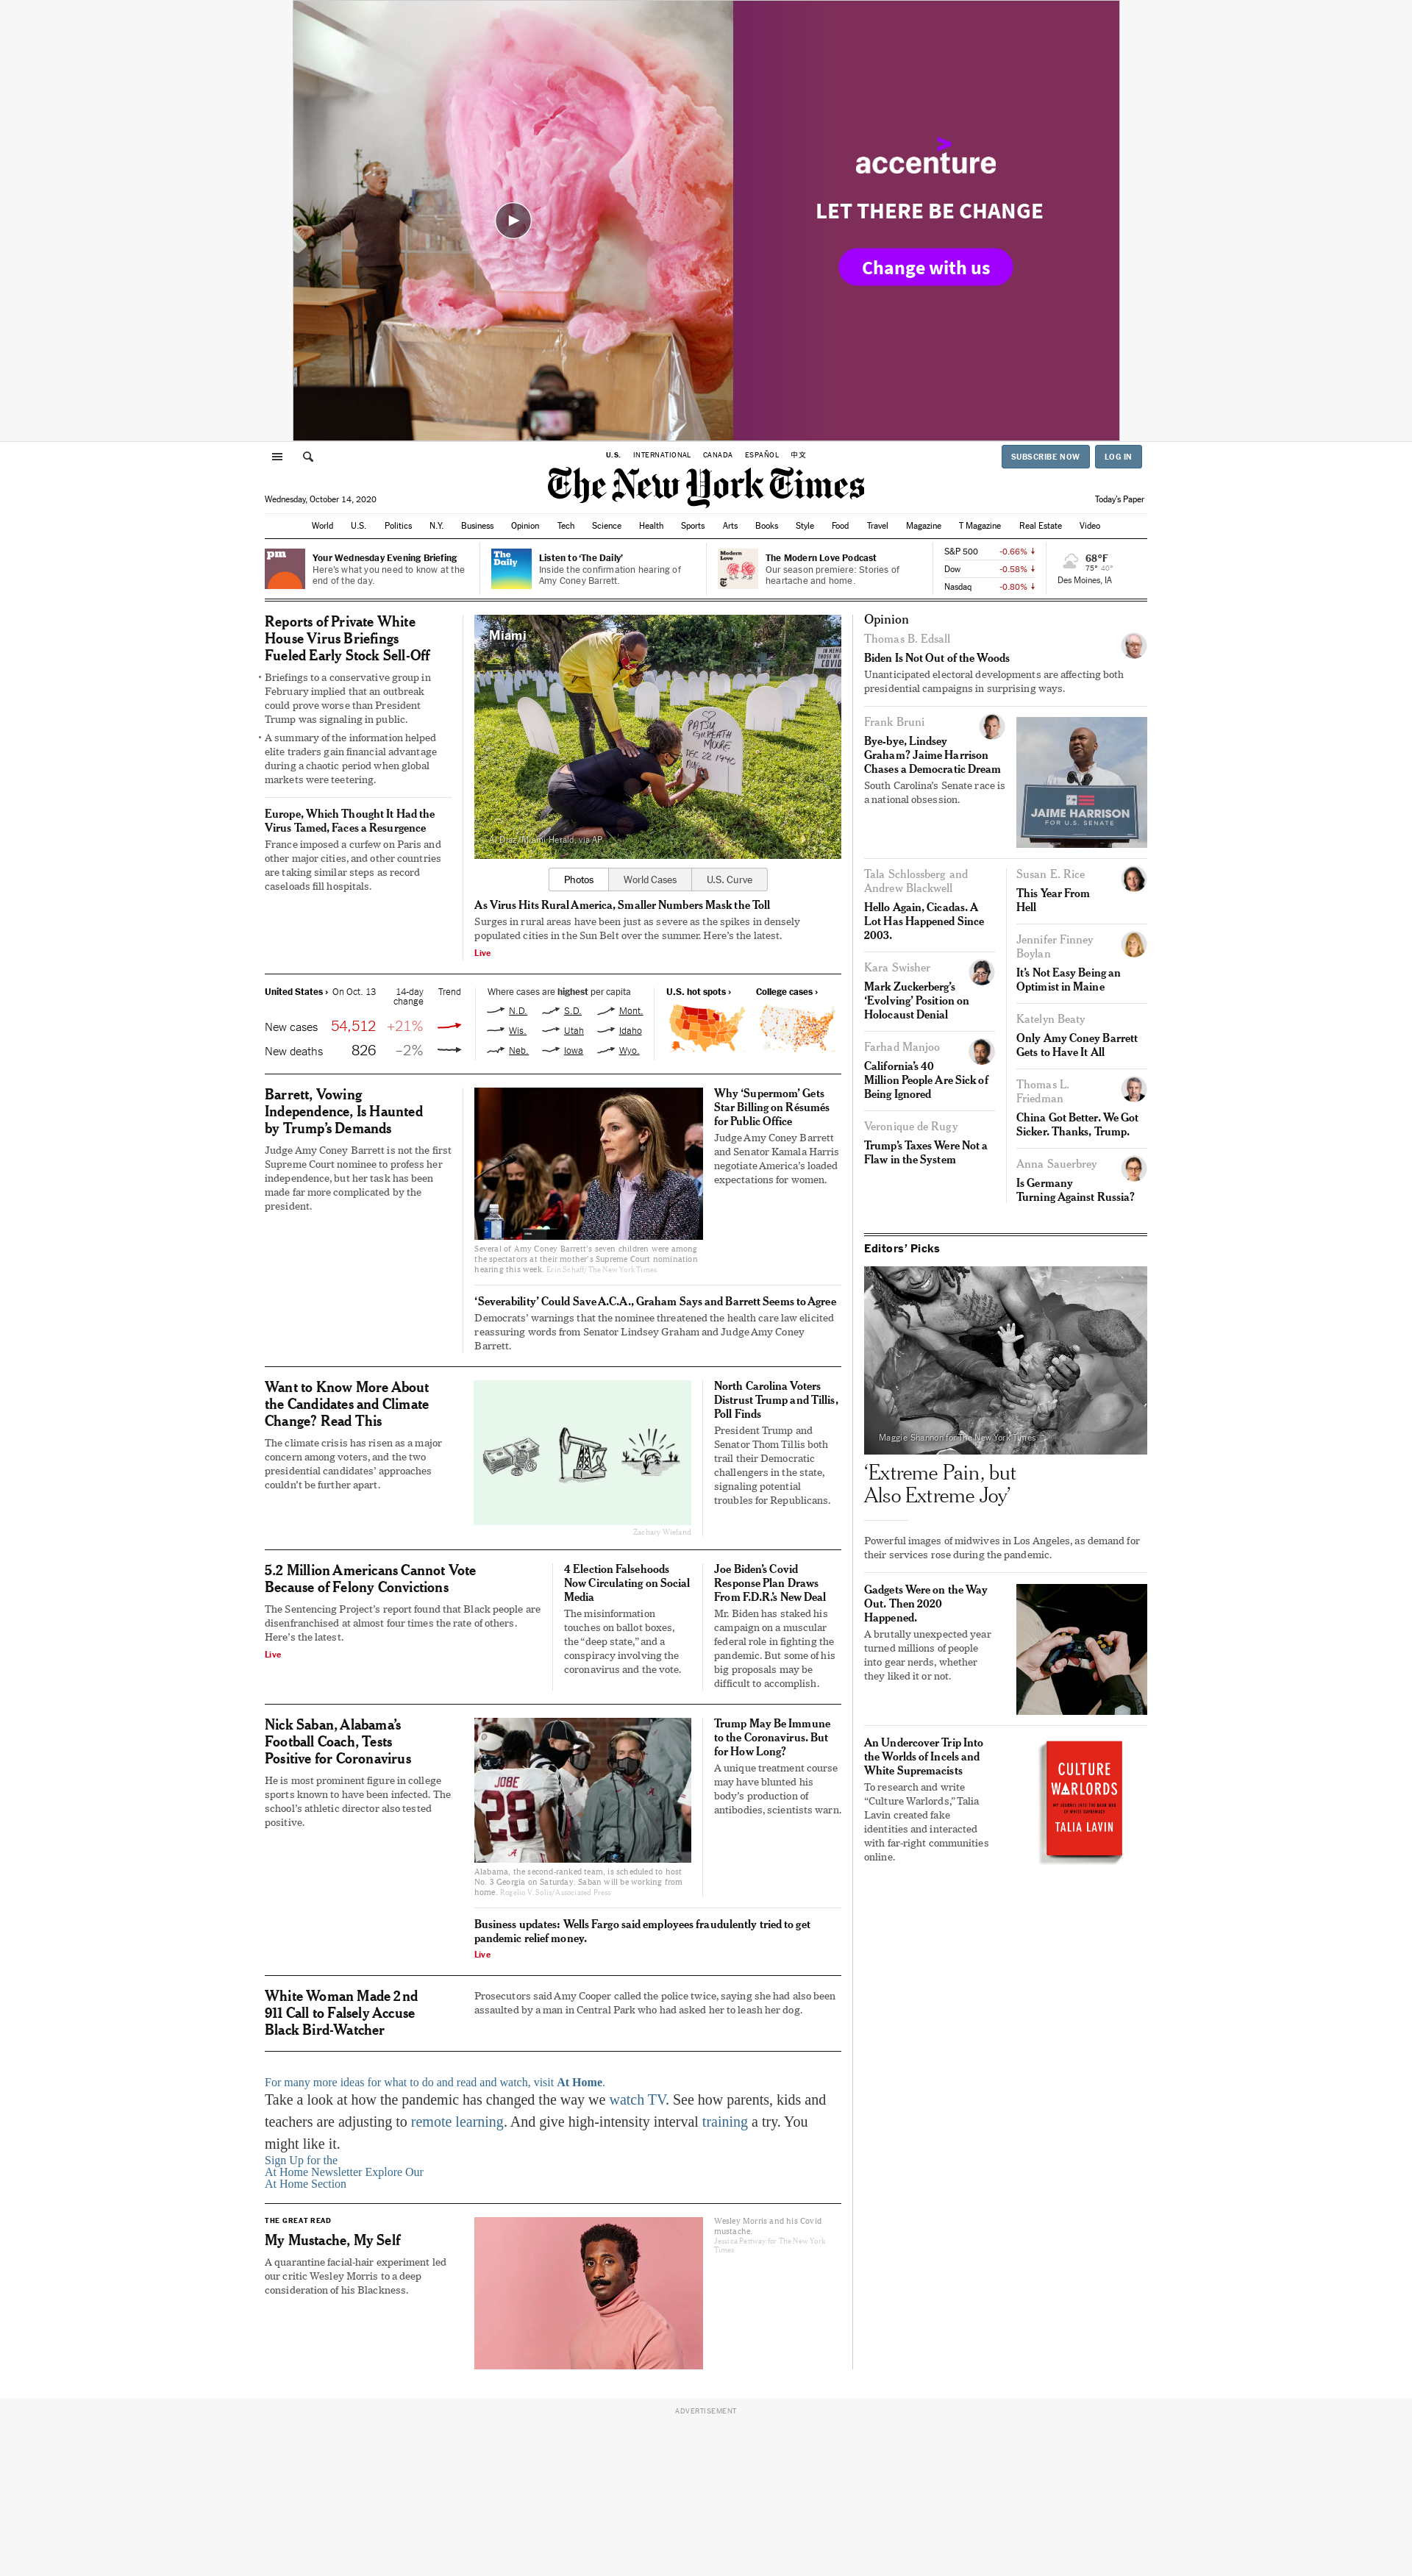 accenture
LET THERE BE CHANGE
Change with us
U.S. INTERNATIONAL CANADA ESPAÑOL 中文
SUBSCRIBE NOW LOG IN
The New York Times
Wednesday, October 14, 2020
Today's Paper
World U.S. Politics N.Y. Business Opinion Tech Science Health Sports Arts Books Style Food Travel Magazine T Magazine Real Estate Video
pm
Your Wednesday Evening Briefing
Here's what you need to know at the
end of the day.
The
Daily
Listen to 'The Daily'
Inside the confirmation hearing of
Amy Coney Barrett.
Modern
Love
The Modern Love Podcast
Our season premiere: Stories of
heartache and home.
S&P 500 -0.66%
Dow -0.58%
Nasdaq -0.80%
68°F
75° 40°
Des Moines, IA
Reports of Private White
House Virus Briefings
Fueled Early Stock Sell-Off
• Briefings to a conservative group in
February implied that an outbreak
could prove worse than President
Trump was signaling in public.
• A summary of the information helped
elite traders gain financial advantage
during a chaotic period when global
markets were teetering.
Europe, Which Thought It Had the
Virus Tamed, Faces a Resurgence
France imposed a curfew on Paris and
other major cities, and other countries
are taking similar steps as record
caseloads fill hospitals.
Miami
IN MEM
THOSE WE
COVID
PATSY
GILREATH
MOORE
DEC 22 1940
Al Diaz/Miami Herald, via AP
Photos World Cases U.S. Curve
As Virus Hits Rural America, Smaller Numbers Mask the Toll
Surges in rural areas have been just as severe as the spikes in densely
populated cities in the Sun Belt over the summer. Here's the latest.
Live
United States › On Oct. 13 14-day
change Trend
New cases 54,512 +21%
New deaths 826 –2%
Where cases are highest per capita
N.D. S.D. Mont.
Wis. Utah Idaho
Neb. Iowa Wyo.
U.S. hot spots ›
College cases ›
Barrett, Vowing
Independence, Is Haunted
by Trump's Demands
Judge Amy Coney Barrett is not the first
Supreme Court nominee to profess her
independence, but her task has been
made far more complicated by the
president.
Several of Amy Coney Barrett's seven children were among
the spectators at their mother's Supreme Court nomination
hearing this week. Erin Schaff/The New York Times
Why 'Supermom' Gets
Star Billing on Résumés
for Public Office
Judge Amy Coney Barrett
and Senator Kamala Harris
negotiate America's loaded
expectations for women.
'Severability' Could Save A.C.A., Graham Says and Barrett Seems to Agree
Democrats' warnings that the nominee threatened the health care law elicited
reassuring words from Senator Lindsey Graham and Judge Amy Coney
Barrett.
Want to Know More About
the Candidates and Climate
Change? Read This
The climate crisis has risen as a major
concern among voters, and the two
presidential candidates' approaches
couldn't be further apart.
Zachary Wieland
North Carolina Voters
Distrust Trump and Tillis,
Poll Finds
President Trump and
Senator Thom Tillis both
trail their Democratic
challengers in the state,
signaling potential
troubles for Republicans.
5.2 Million Americans Cannot Vote
Because of Felony Convictions
The Sentencing Project's report found that Black people are
disenfranchised at almost four times the rate of others.
Here's the latest.
Live
4 Election Falsehoods
Now Circulating on Social
Media
The misinformation
touches on ballot boxes,
the "deep state," and a
conspiracy involving the
coronavirus and the vote.
Joe Biden's Covid
Response Plan Draws
From F.D.R.'s New Deal
Mr. Biden has staked his
campaign on a muscular
federal role in fighting the
pandemic. But some of his
big proposals may be
difficult to accomplish.
Nick Saban, Alabama's
Football Coach, Tests
Positive for Coronavirus
He is most prominent figure in college
sports known to have been infected. The
school's athletic director also tested
positive.
JOBE
28
Alabama, the second-ranked team, is scheduled to host
No. 3 Georgia on Saturday. Saban will be working from
home. Rogelio V. Solis/Associated Press
Trump May Be Immune
to the Coronavirus. But
for How Long?
A unique treatment course
may have blunted his
body's production of
antibodies, scientists warn.
Business updates: Wells Fargo said employees fraudulently tried to get
pandemic relief money.
Live
White Woman Made 2nd
911 Call to Falsely Accuse
Black Bird-Watcher
Prosecutors said Amy Cooper called the police twice, saying she had also been
assaulted by a man in Central Park who had asked her to leash her dog.
For many more ideas for what to do and read and watch, visit At Home.
Take a look at how the pandemic has changed the way we watch TV. See how parents, kids and
teachers are adjusting to remote learning. And give high-intensity interval training a try. You
might like it.
Sign Up for the
At Home Newsletter Explore Our
At Home Section
THE GREAT READ
My Mustache, My Self
A quarantine facial-hair experiment led
our critic Wesley Morris to a deep
consideration of his Blackness.
Wesley Morris and his Covid
mustache.
Jessica Pettway for The New York
Times
Opinion
Thomas B. Edsall
Biden Is Not Out of the Woods
Unanticipated electoral developments are affecting both
presidential campaigns in surprising ways.
Frank Bruni
Bye-bye, Lindsey
Graham? Jaime Harrison
Chases a Democratic Dream
South Carolina's Senate race is
a national obsession.
JAIME HARRISON
FOR U.S. SENATE
Tala Schlossberg and
Andrew Blackwell
Hello Again, Cicadas. A
Lot Has Happened Since
2003.
Kara Swisher
Mark Zuckerberg's
'Evolving' Position on
Holocaust Denial
Farhad Manjoo
California's 40
Million People Are Sick of
Being Ignored
Veronique de Rugy
Trump's Taxes Were Not a
Flaw in the System
Susan E. Rice
This Year From
Hell
Jennifer Finney
Boylan
It's Not Easy Being an
Optimist in Maine
Katelyn Beaty
Only Amy Coney Barrett
Gets to Have It All
Thomas L.
Friedman
China Got Better. We Got
Sicker. Thanks, Trump.
Anna Sauerbrey
Is Germany
Turning Against Russia?
Editors' Picks
Maggie Shannon for The New York Times
'Extreme Pain, but
Also Extreme Joy'
Powerful images of midwives in Los Angeles, as demand for
their services rose during the pandemic.
Gadgets Were on the Way
Out. Then 2020
Happened.
A brutally unexpected year
turned millions of people
into gear nerds, whether
they liked it or not.
An Undercover Trip Into
the Worlds of Incels and
White Supremacists
To research and write
"Culture Warlords," Talia
Lavin created fake
identities and interacted
with far-right communities
online.
CULTURE
WARLORDS
MY JOURNEY INTO THE DARK WEB
OF WHITE SUPREMACY
TALIA LAVIN
ADVERTISEMENT